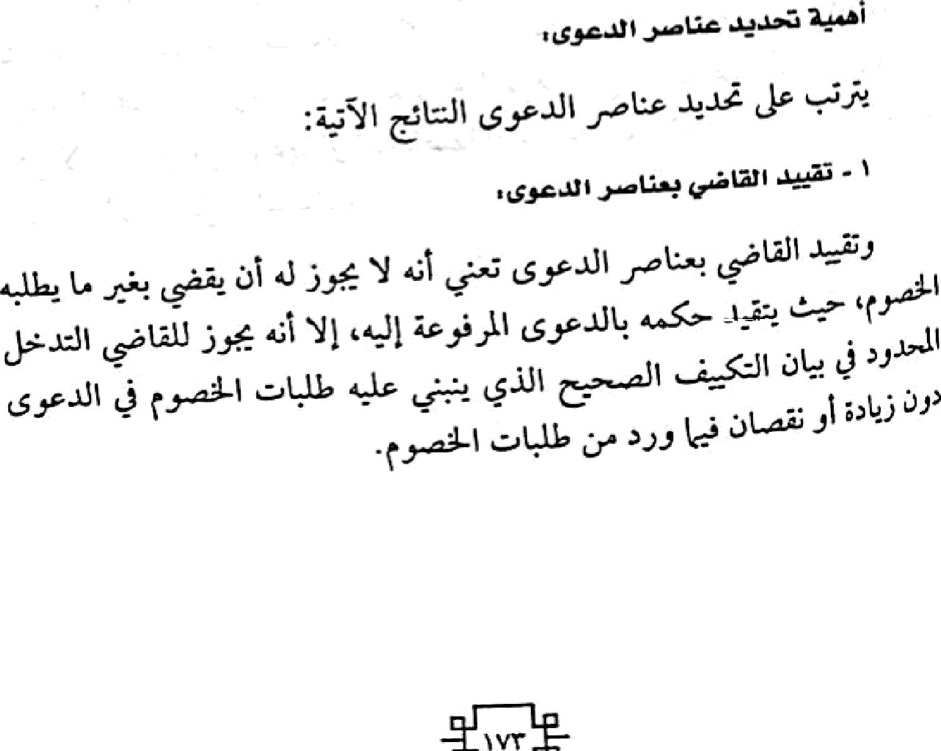 أهمية تحديد عناصر الدعوى:
يترتب على تحديد عناصر الدعوى النتائج الآتية:
١ - تقييد القاضي بعناصر الدعوى:
وتقييد القاضي بعناصر الدعوى تعني أنه لا يجوز له أن يقضي بغير ما يطلبه
الخصوم، حيث يتقيد حكمه بالدعوى المرفوعة إليه، إلا أنه يجوز للقاضي التدخل
المحدود في بيان التكييف الصحيح الذي ينبني عليه طلبات الخصوم في الدعوى
دون زيادة أو نقصان فيما ورد من طلبات الخصوم.
١٧٣